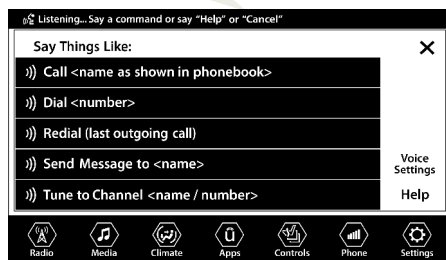 Listening... Say a command or say "Help" or "Cancel"
Say Things Like:
Call <name as shown in phonebook>
Dial <number>
Redial (last outgoing call)
Send Message to <name>
Tune to Channel <name / number>
Voice
Settings
Help
Radio
Media
Climate
Apps
Controls
Phone
Settings